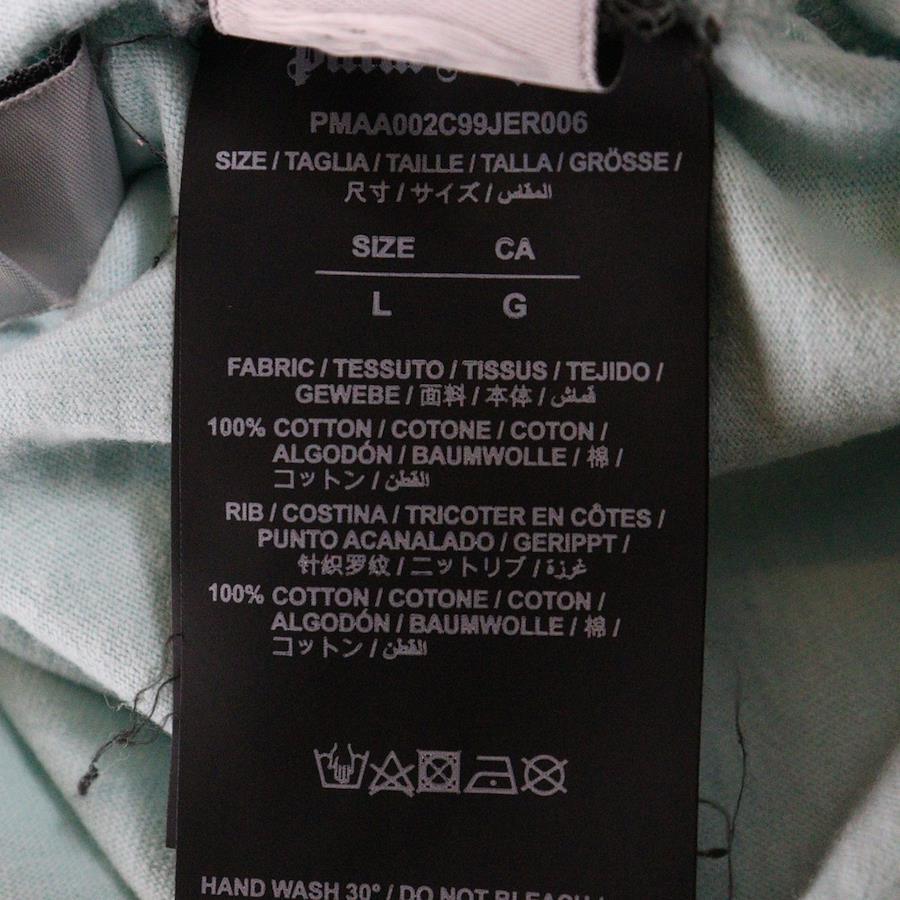 PMAA002C99JER006
SIZE / TAGLIA / TAILLE / TALLA / GRÖSSE /
尺寸 / サイズ / المقاس
SIZE CA
L G
FABRIC / TESSUTO / TISSUS / TEJIDO /
GEWEBE / 面料 / 本体 / قماش
100% COTTON / COTONE / COTON /
ALGODÓN / BAUMWOLLE / 棉 /
コットン / القطن
RIB / COSTINA / TRICOTER EN CÔTES /
PUNTO ACANALADO / GERIPPT /
针织罗纹 / ニットリブ / غرزة
100% COTTON / COTONE / COTON /
ALGODÓN / BAUMWOLLE / 棉 /
コットン / القطن
HAND WASH 30° / DO NOT BLEACH /